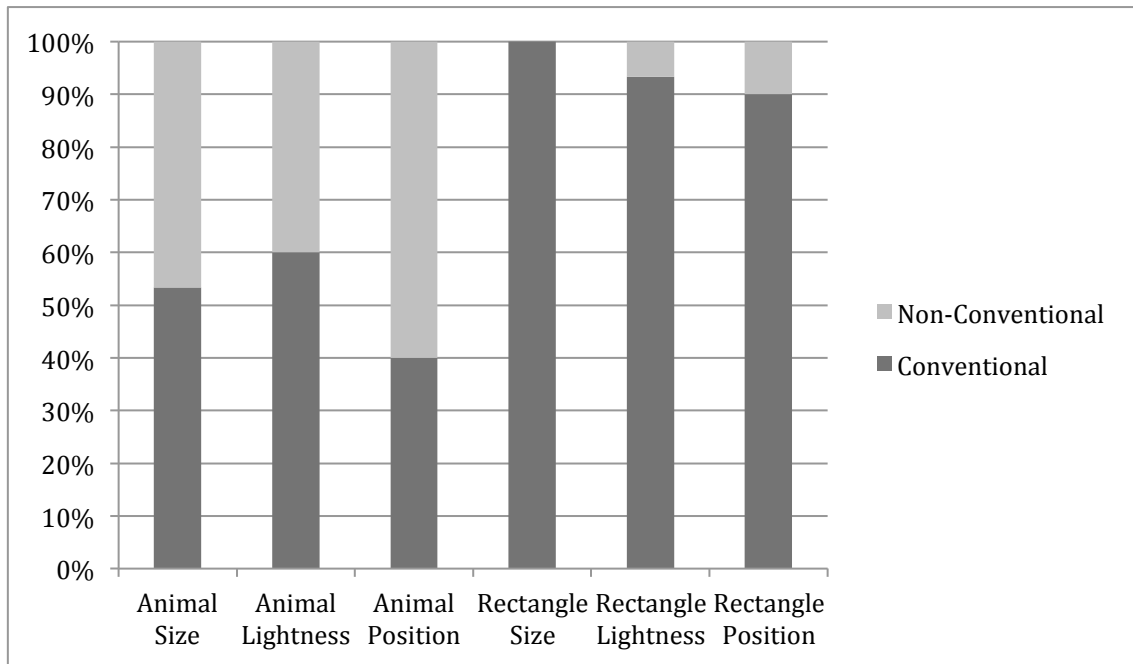 100%
90%
80%
70%
60%
50%
40%
30%
20%
10%
0%
Animal
Size
Animal
Lightness
Animal
Position
Rectangle
Size
Rectangle
Lightness
Rectangle
Position
Non-Conventional
Conventional